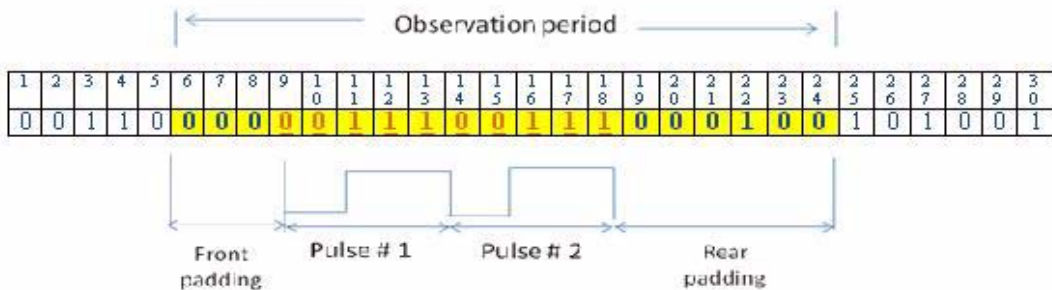 Observation period
1 2 3 4 5 6 7 8 9 10 11 12 13 14 15 16 17 18 19 20 21 22 23 24 25 26 27 28 29 30
0 0 1 1 0 0 0 0 0 0 1 1 1 0 0 1 1 1 0 0 0 1 0 0 1 0 1 0 0 1
Front padding
Pulse # 1
Pulse # 2
Rear padding